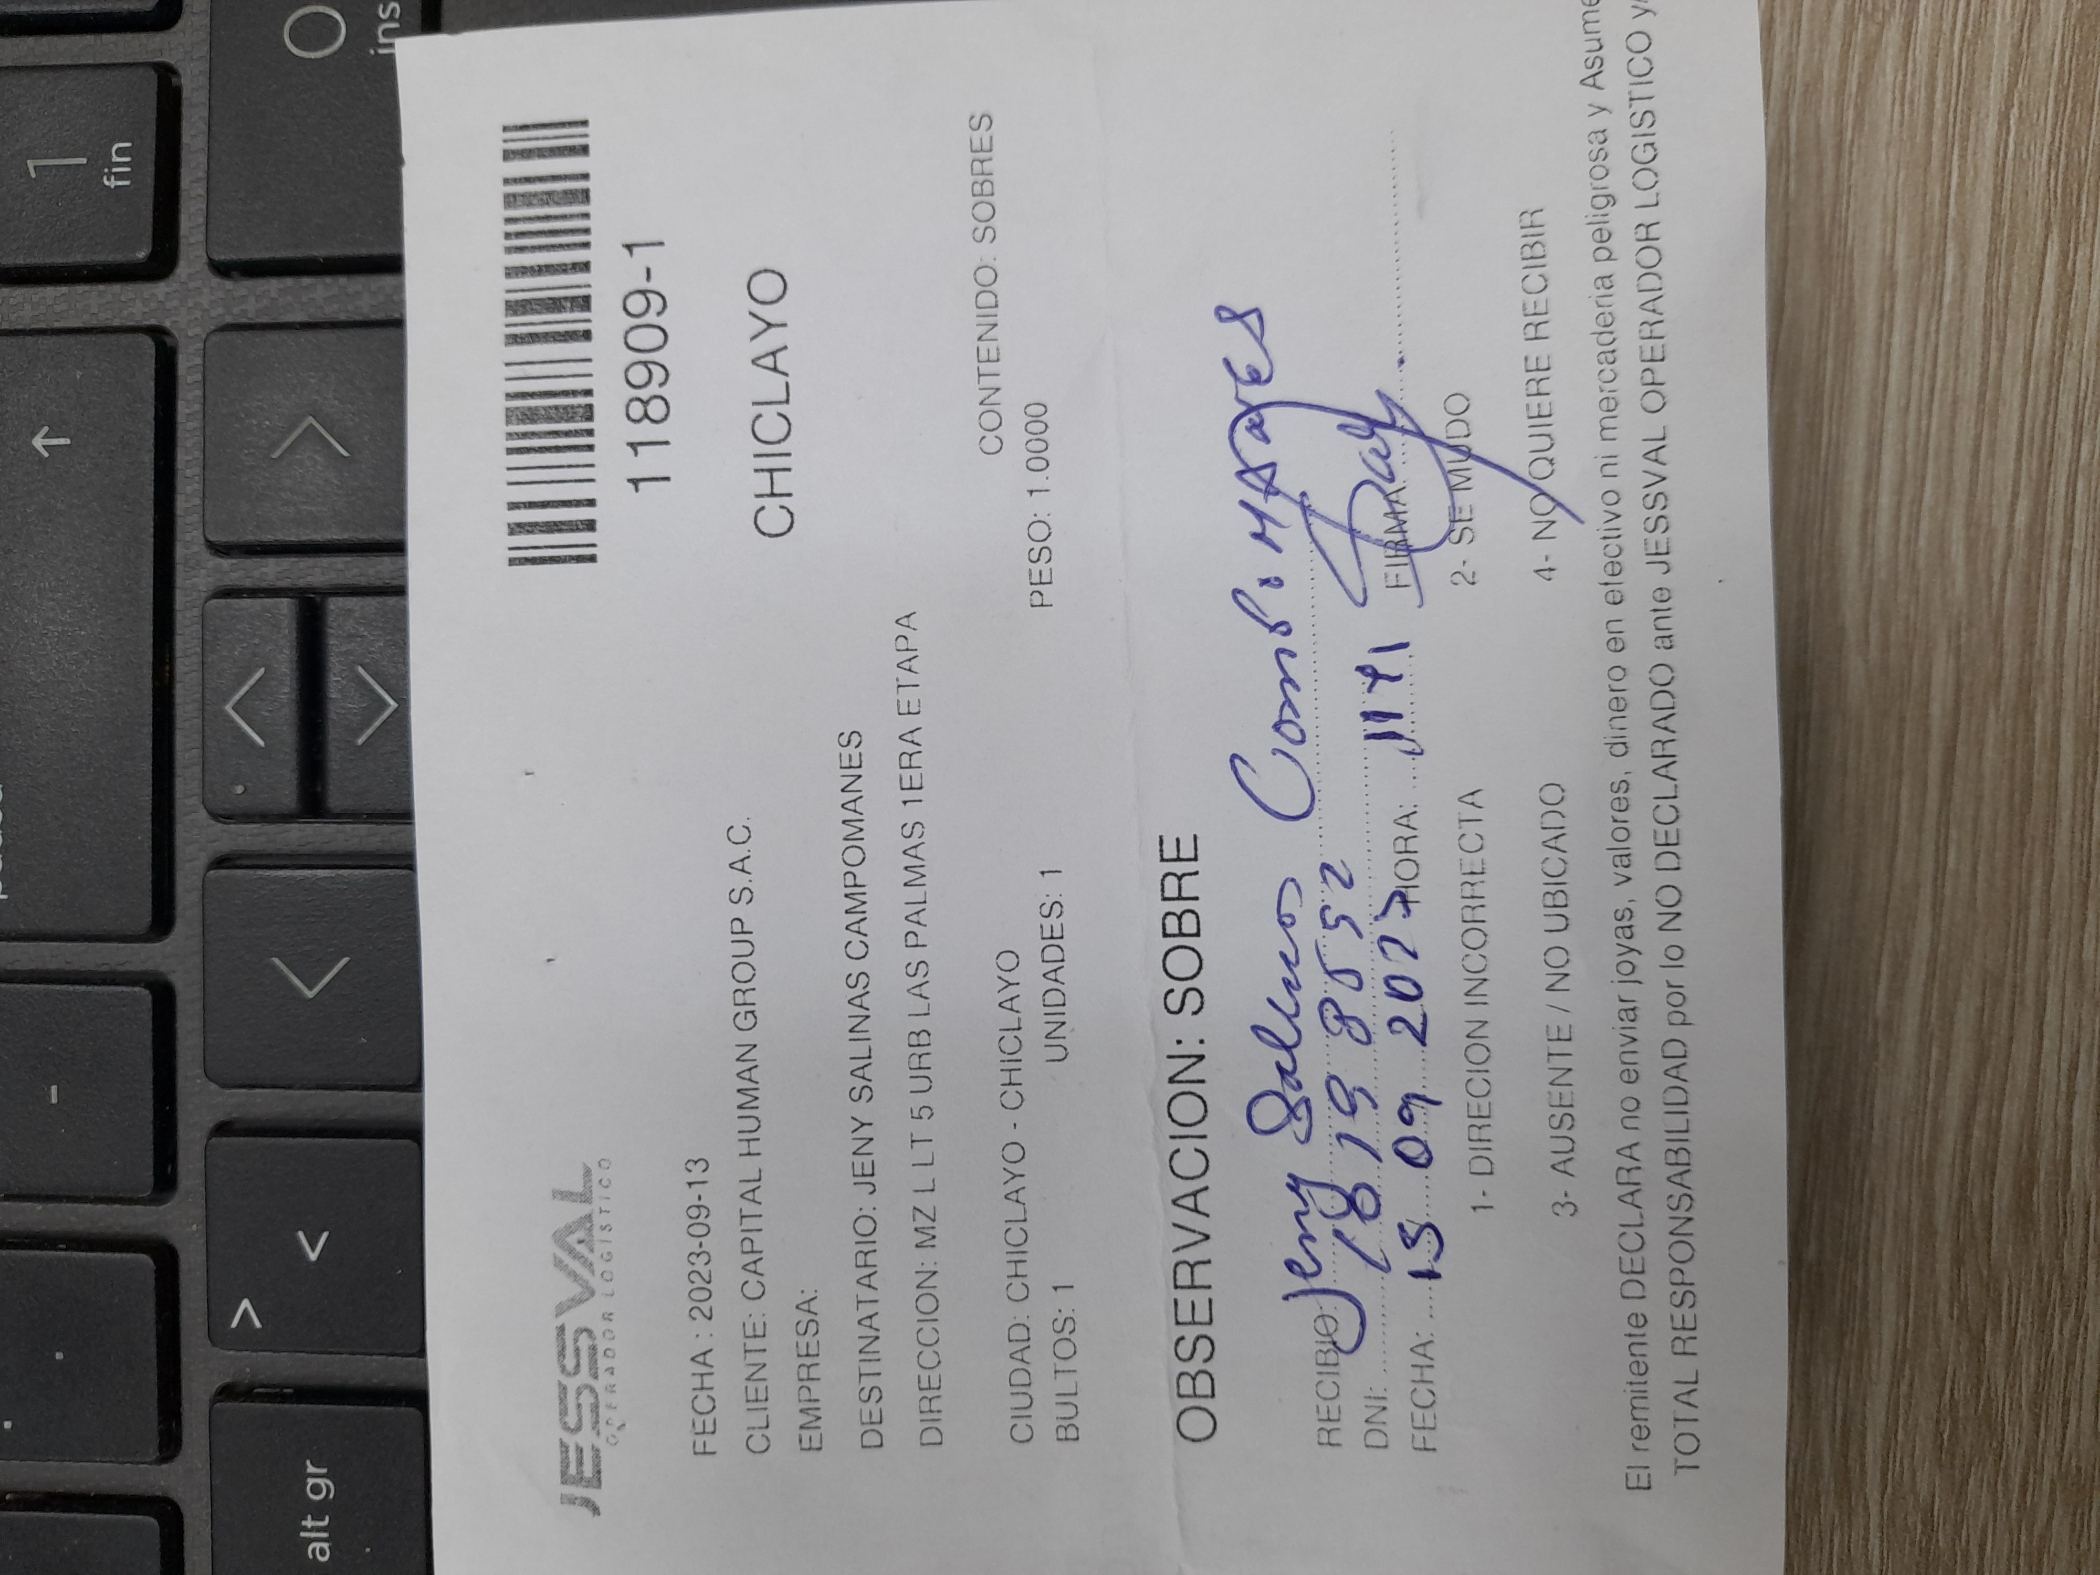 -
↑
1
fin
alt gr
>
<
0
ins
JESSVAL
OPERADOR LOGÍSTICO
118909-1
FECHA : 2023-09-13
CLIENTE: CAPITAL HUMAN GROUP S.A.C.
CHICLAYO
EMPRESA:
DESTINATARIO: JENY SALINAS CAMPOMANES
DIRECCION: MZ L LT 5 URB LAS PALMAS 1ERA ETAPA
CONTENIDO: SOBRES
CIUDAD: CHICLAYO - CHICLAYO
BULTOS: 1 UNIDADES: 1 PESO: 1.0000
OBSERVACION: SOBRE
RECIBIO: Jeny Salinas Campomanes
DNI:
FECHA: 15 09 2023 HORA: FIRMA:
1- DIRECION INCORRECTA 2- SE MUDO
3- AUSENTE / NO UBICADO 4- NO QUIERE RECIBIR
El remitente DECLARA no enviar joyas, valores, dinero en efectivo ni mercaderia peligrosa y Asume
TOTAL RESPONSABILIDAD por lo NO DECLARADO ante JESSVAL OPERADOR LOGISTICO y/